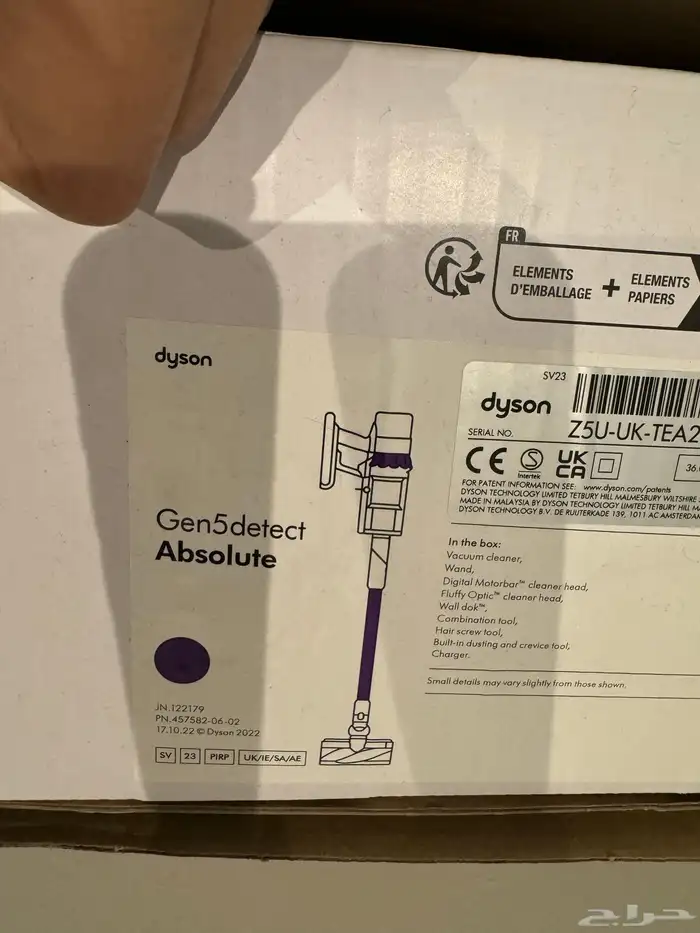 FR
ELEMENTS
D'EMBALLAGE
+
ELEMENTS
PAPIERS
dyson
Gen5detect
Absolute
JN.122179
PN.457582-06-02
17.10.22 © Dyson 2022
SV 23 PIRP UK/IE/SA/AE
SV23
dyson
SERIAL NO.
Z5U-UK-TEA2
CE
S
Intertek
UK
CA
36.
FOR PATENT INFORMATION SEE: www.dyson.com/patents
DYSON TECHNOLOGY LIMITED TETBURY HILL MALMESBURY WILTSHIRE
MADE IN MALAYSIA BY DYSON TECHNOLOGY LIMITED TETBURY HILL
DYSON TECHNOLOGY B.V. DE RUIJTERKADE 139, 1011 AC AMSTERDAM
In the box:
Vacuum cleaner,
Wand,
Digital Motorbar™ cleaner head,
Fluffy Optic™ cleaner head,
Wall dok™,
Combination tool,
Hair screw tool,
Built-in dusting and crevice tool,
Charger.
Small details may vary slightly from those shown.
حراج